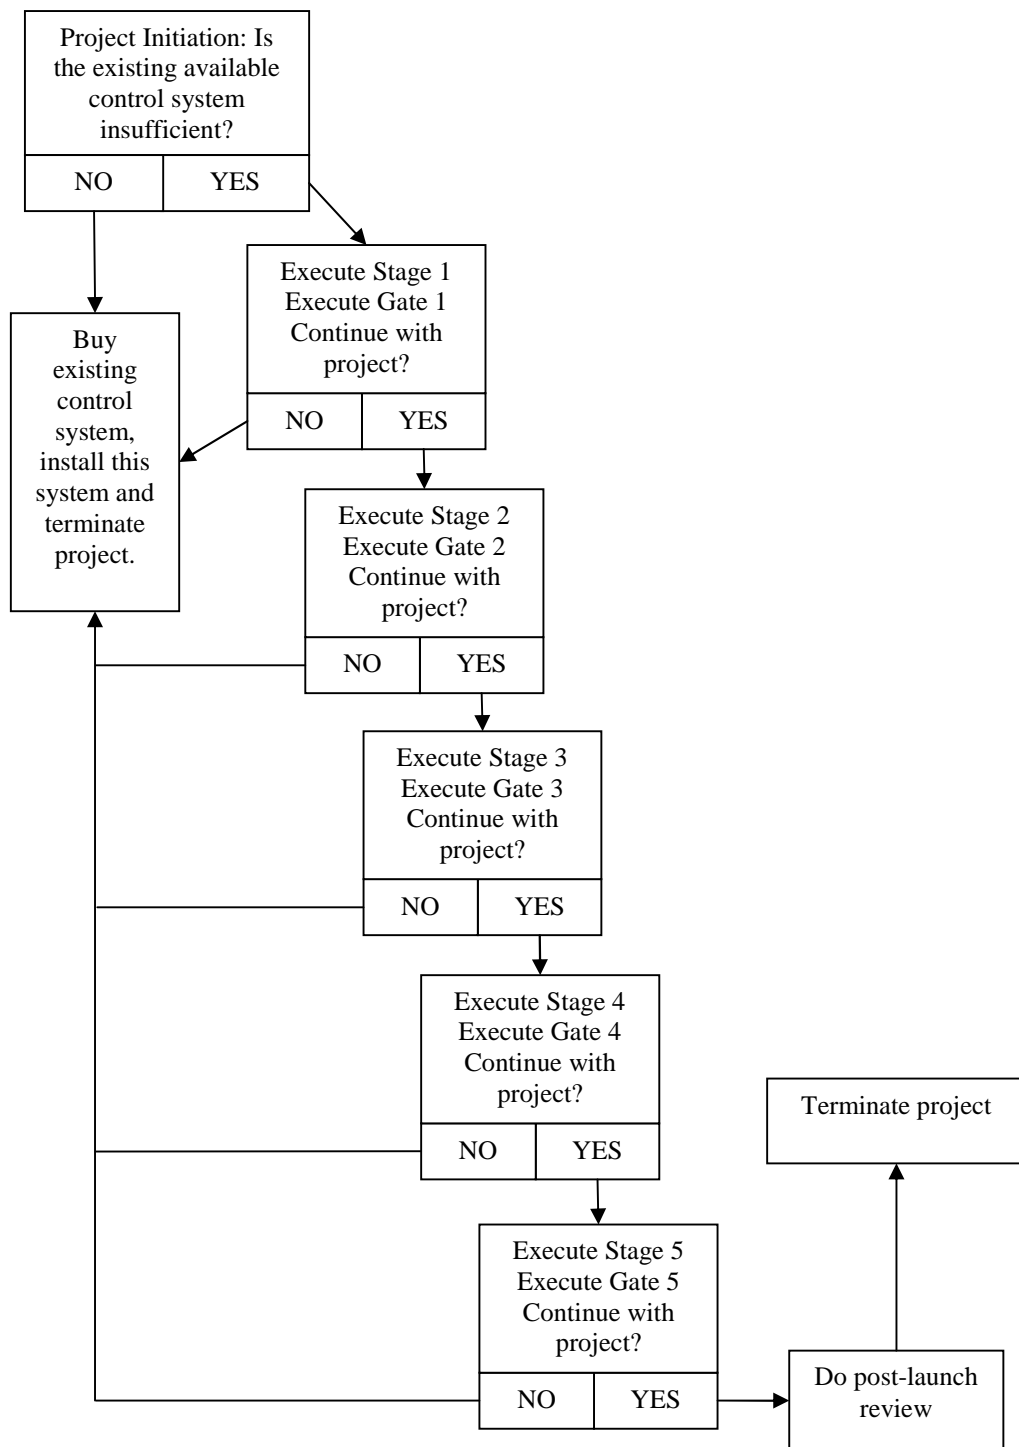 Project Initiation: Is
the existing available
control system
insufficient?
NO
YES
Execute Stage 1
Execute Gate 1
Continue with
project?
NO
YES
Buy
existing
control
system,
install this
system and
terminate
project.
Execute Stage 2
Execute Gate 2
Continue with
project?
NO
YES
Execute Stage 3
Execute Gate 3
Continue with
project?
NO
YES
Execute Stage 4
Execute Gate 4
Continue with
project?
NO
YES
Terminate project
Execute Stage 5
Execute Gate 5
Continue with
project?
NO
YES
Do post-launch
review